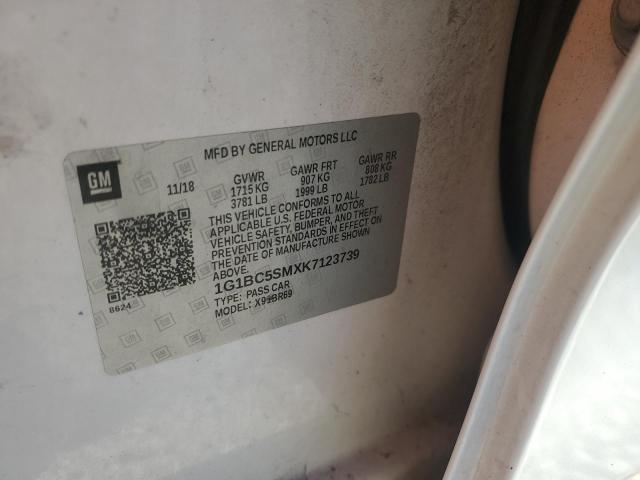 GM
MFD BY GENERAL MOTORS LLC
11/18 GVWR GAWR FRT GAWR RR
1715 KG 907 KG 808 KG
3781 LB 1999 LB 1782 LB
THIS VEHICLE CONFORMS TO ALL
APPLICABLE U.S. FEDERAL MOTOR
VEHICLE SAFETY, BUMPER, AND THEFT
PREVENTION STANDARDS IN EFFECT ON
THE DATE OF MANUFACTURE SHOWN
ABOVE.
1G1BC5SMXK7123739
TYPE: PASS CAR
MODEL: X91BR69
8624